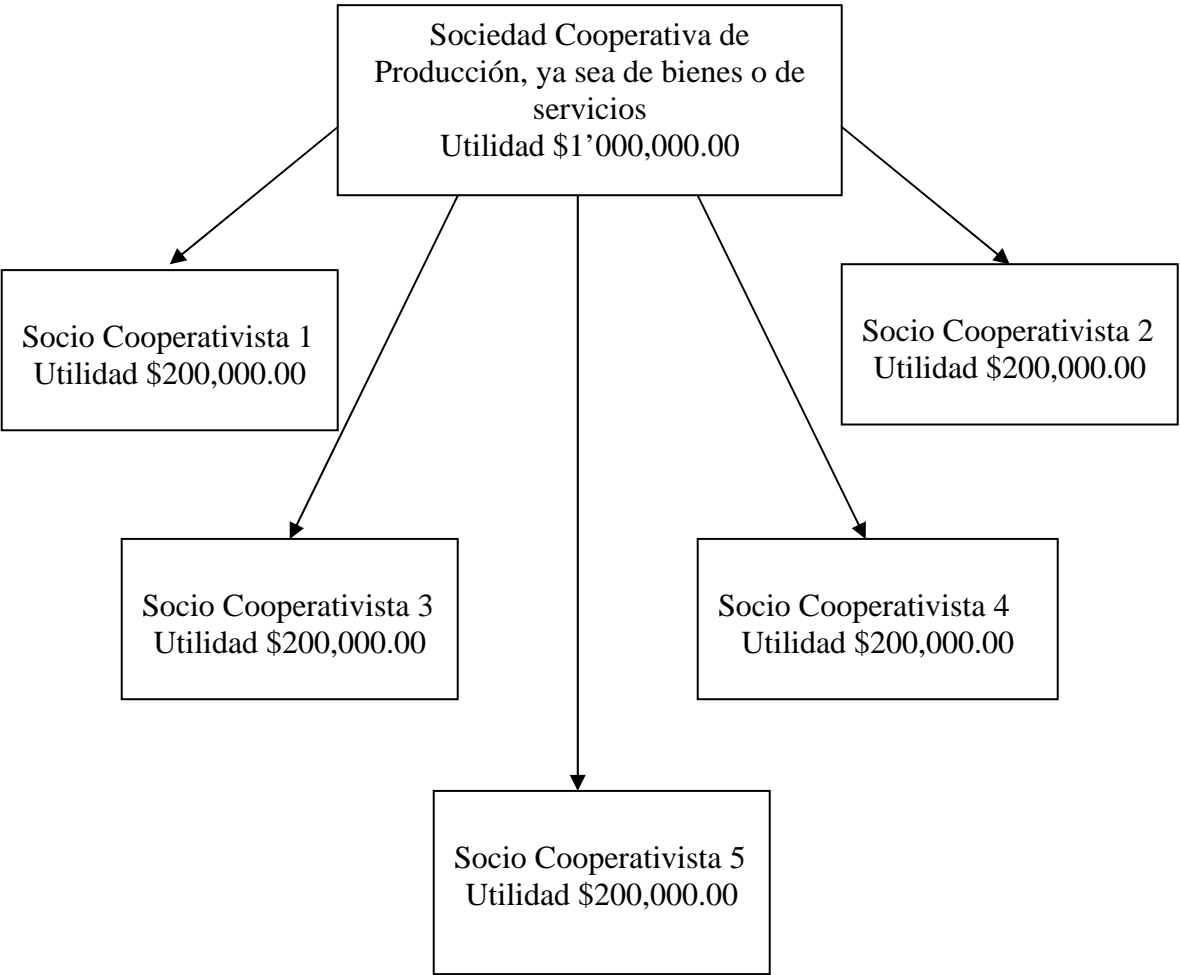 Sociedad Cooperativa de
Producción, ya sea de bienes o de
servicios
Utilidad $1’000,000.00
Socio Cooperativista 1
Utilidad $200,000.00
Socio Cooperativista 2
Utilidad $200,000.00
Socio Cooperativista 3
Utilidad $200,000.00
Socio Cooperativista 4
Utilidad $200,000.00
Socio Cooperativista 5
Utilidad $200,000.00